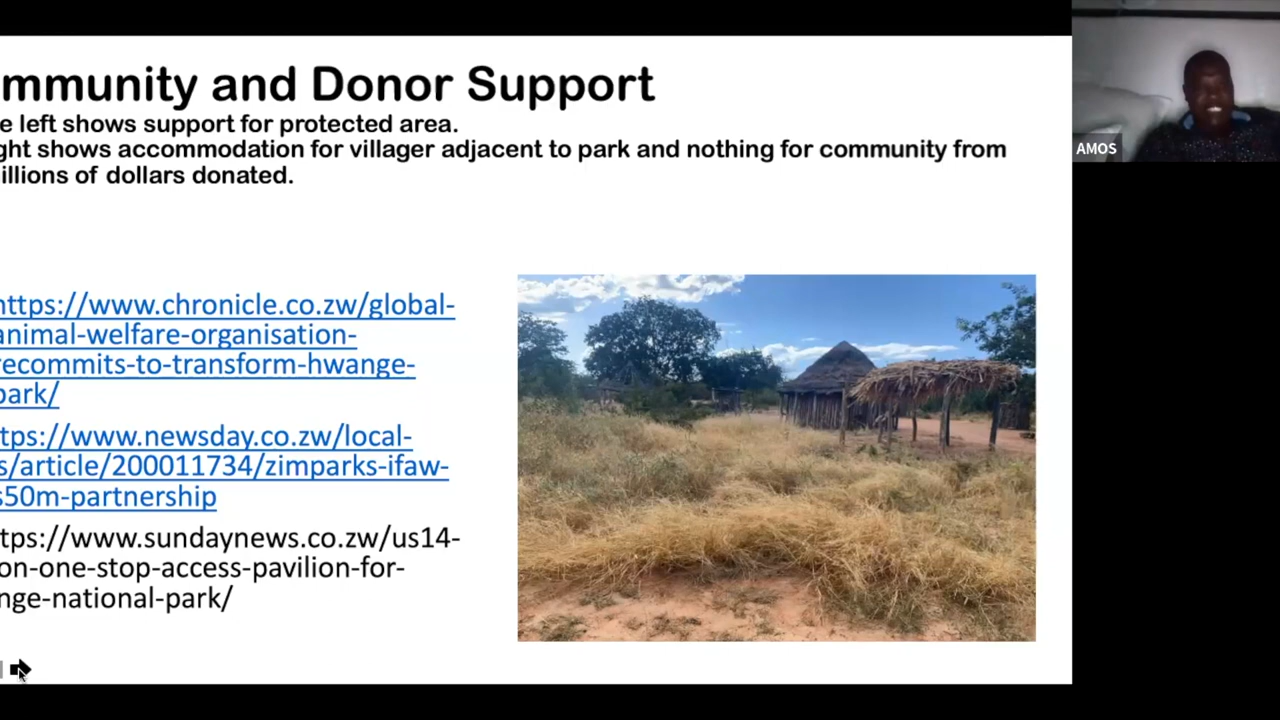 mmunity and Donor Support
e left shows support for protected area.
ght shows accommodation for villager adjacent to park and nothing for community from
illions of dollars donated.
https://www.chronicle.co.zw/global-
animal-welfare-organisation-
recommits-to-transform-hwange-
park/
tps://www.newsday.co.zw/local-
s/article/200011734/zimparks-ifaw-
s50m-partnership
tps://www.sundaynews.co.zw/us14-
on-one-stop-access-pavilion-for-
nge-national-park/
AMOS